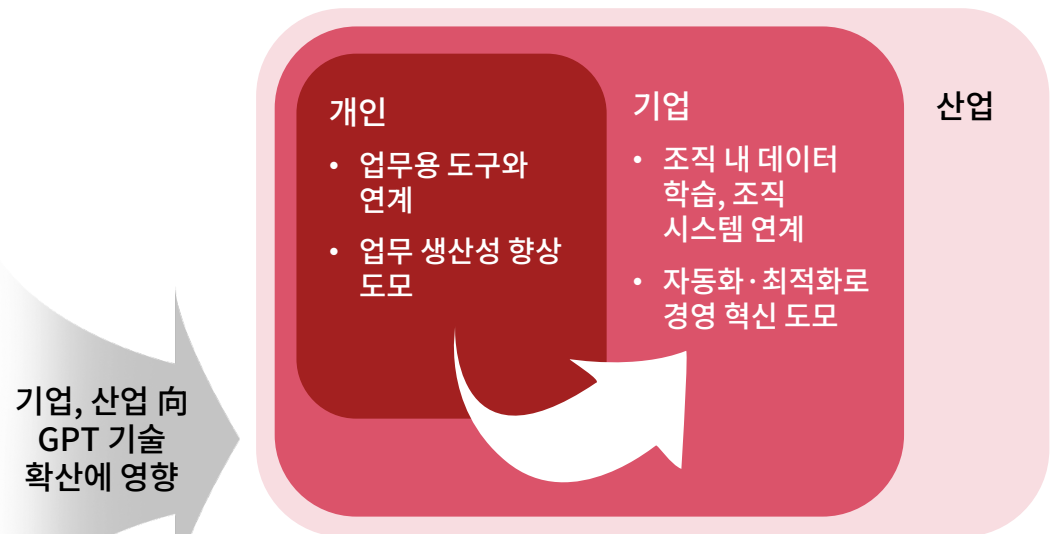 개인
• 업무용 도구와
연계
• 업무 생산성 향상
도모
기업
• 조직 내 데이터
학습, 조직
시스템 연계
• 자동화·최적화로
경영 혁신 도모
산업
기업, 산업 向
GPT 기술
확산에 영향